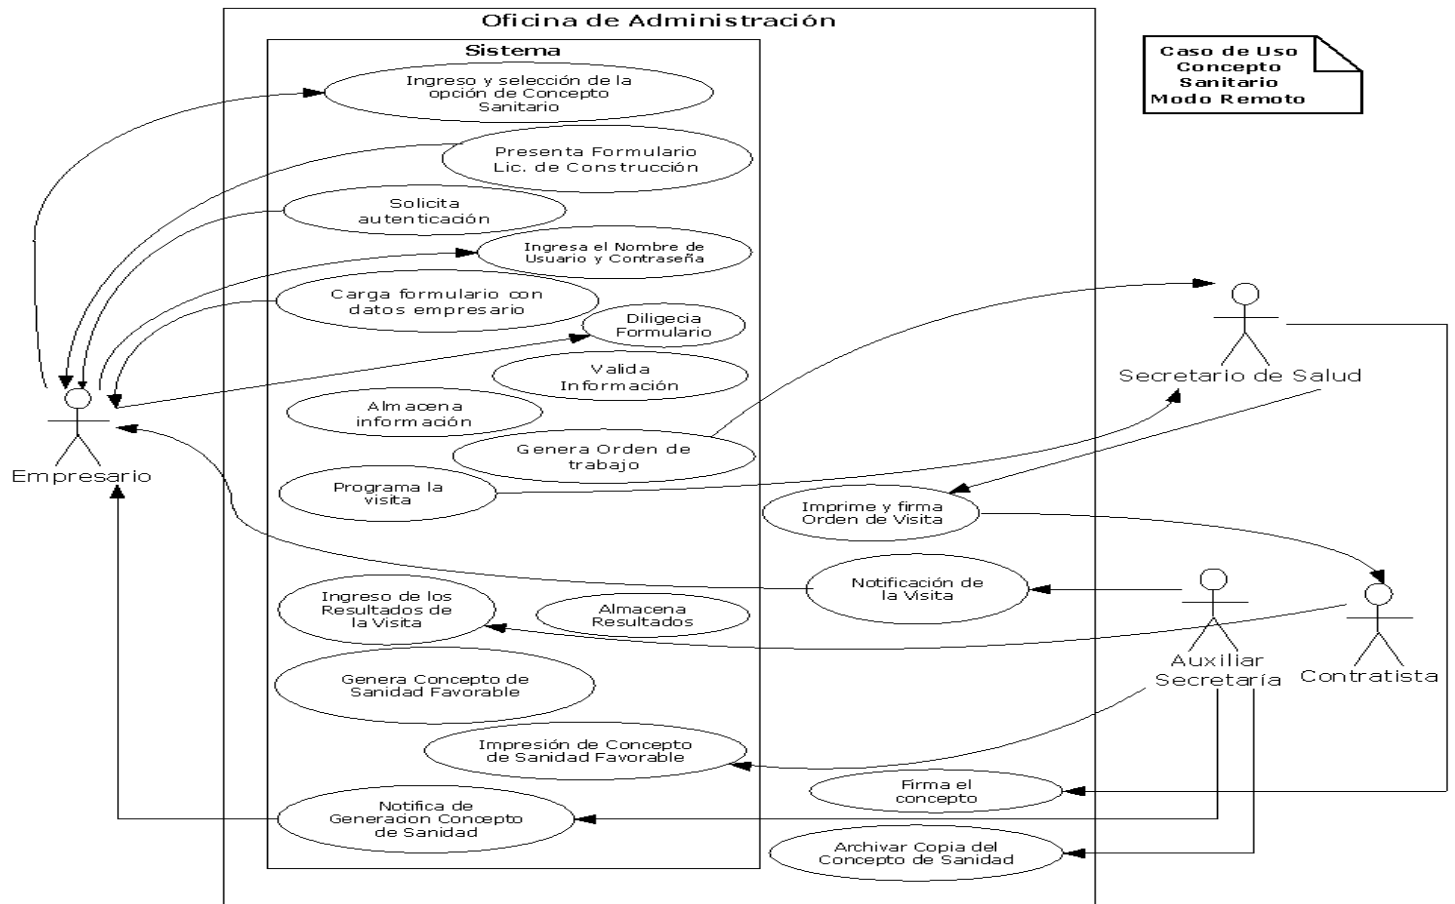 Oficina de Administración
Sistema
Caso de Uso
Concepto
Sanitario
Modo Remoto
Ingreso y selección de la
opción de Concepto
Sanitario
Presenta Formulario
Lic. de Construcción
Solicita
autenticación
Ingresa el Nombre de
Usuario y Contraseña
Carga formulario con
datos empresario
Diligecia
Formulario
Valida
Información
Almacena
información
Genera Orden de
trabajo
Programa la
visita
Empresario
Secretario de Salud
Imprime y firma
Orden de Visita
Notificación de
la Visita
Ingreso de los
Resultados de
la Visita
Almacena
Resultados
Auxiliar
Secretaría
Contratista
Genera Concepto de
Sanidad Favorable
Impresión de Concepto
de Sanidad Favorable
Firma el
concepto
Notifica de
Generacion Concepto
de Sanidad
Archivar Copia del
Concepto de Sanidad